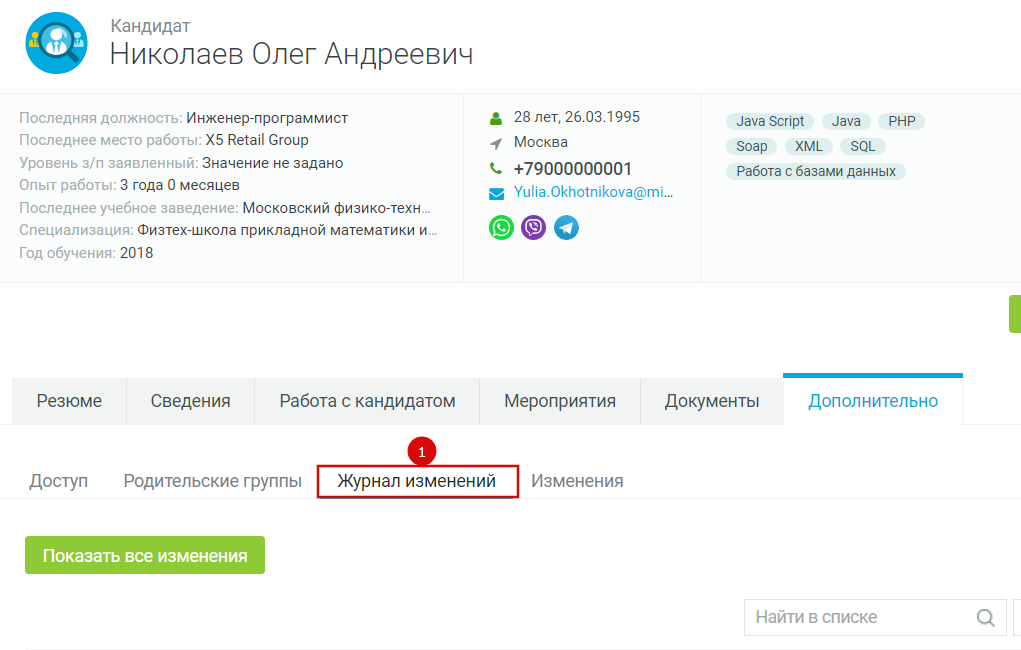 Кандидат
Николаев Олег Андреевич
Последняя должность: Инженер-программист
Последнее место работы: X5 Retail Group
Уровень з/п заявленный: Значение не задано
Опыт работы: 3 года 0 месяцев
Последнее учебное заведение: Московский физико-техн...
Специализация: Физтех-школа прикладной математики и...
Год обучения: 2018
28 лет, 26.03.1995
Москва
+79000000001
Yulia.Okhotnikova@mi...
Java Script Java PHP
Soap XML SQL
Работа с базами данных
Резюме Сведения Работа с кандидатом Мероприятия Документы Дополнительно
1
Доступ Родительские группы Журнал изменений Изменения
Показать все изменения
Найти в списке